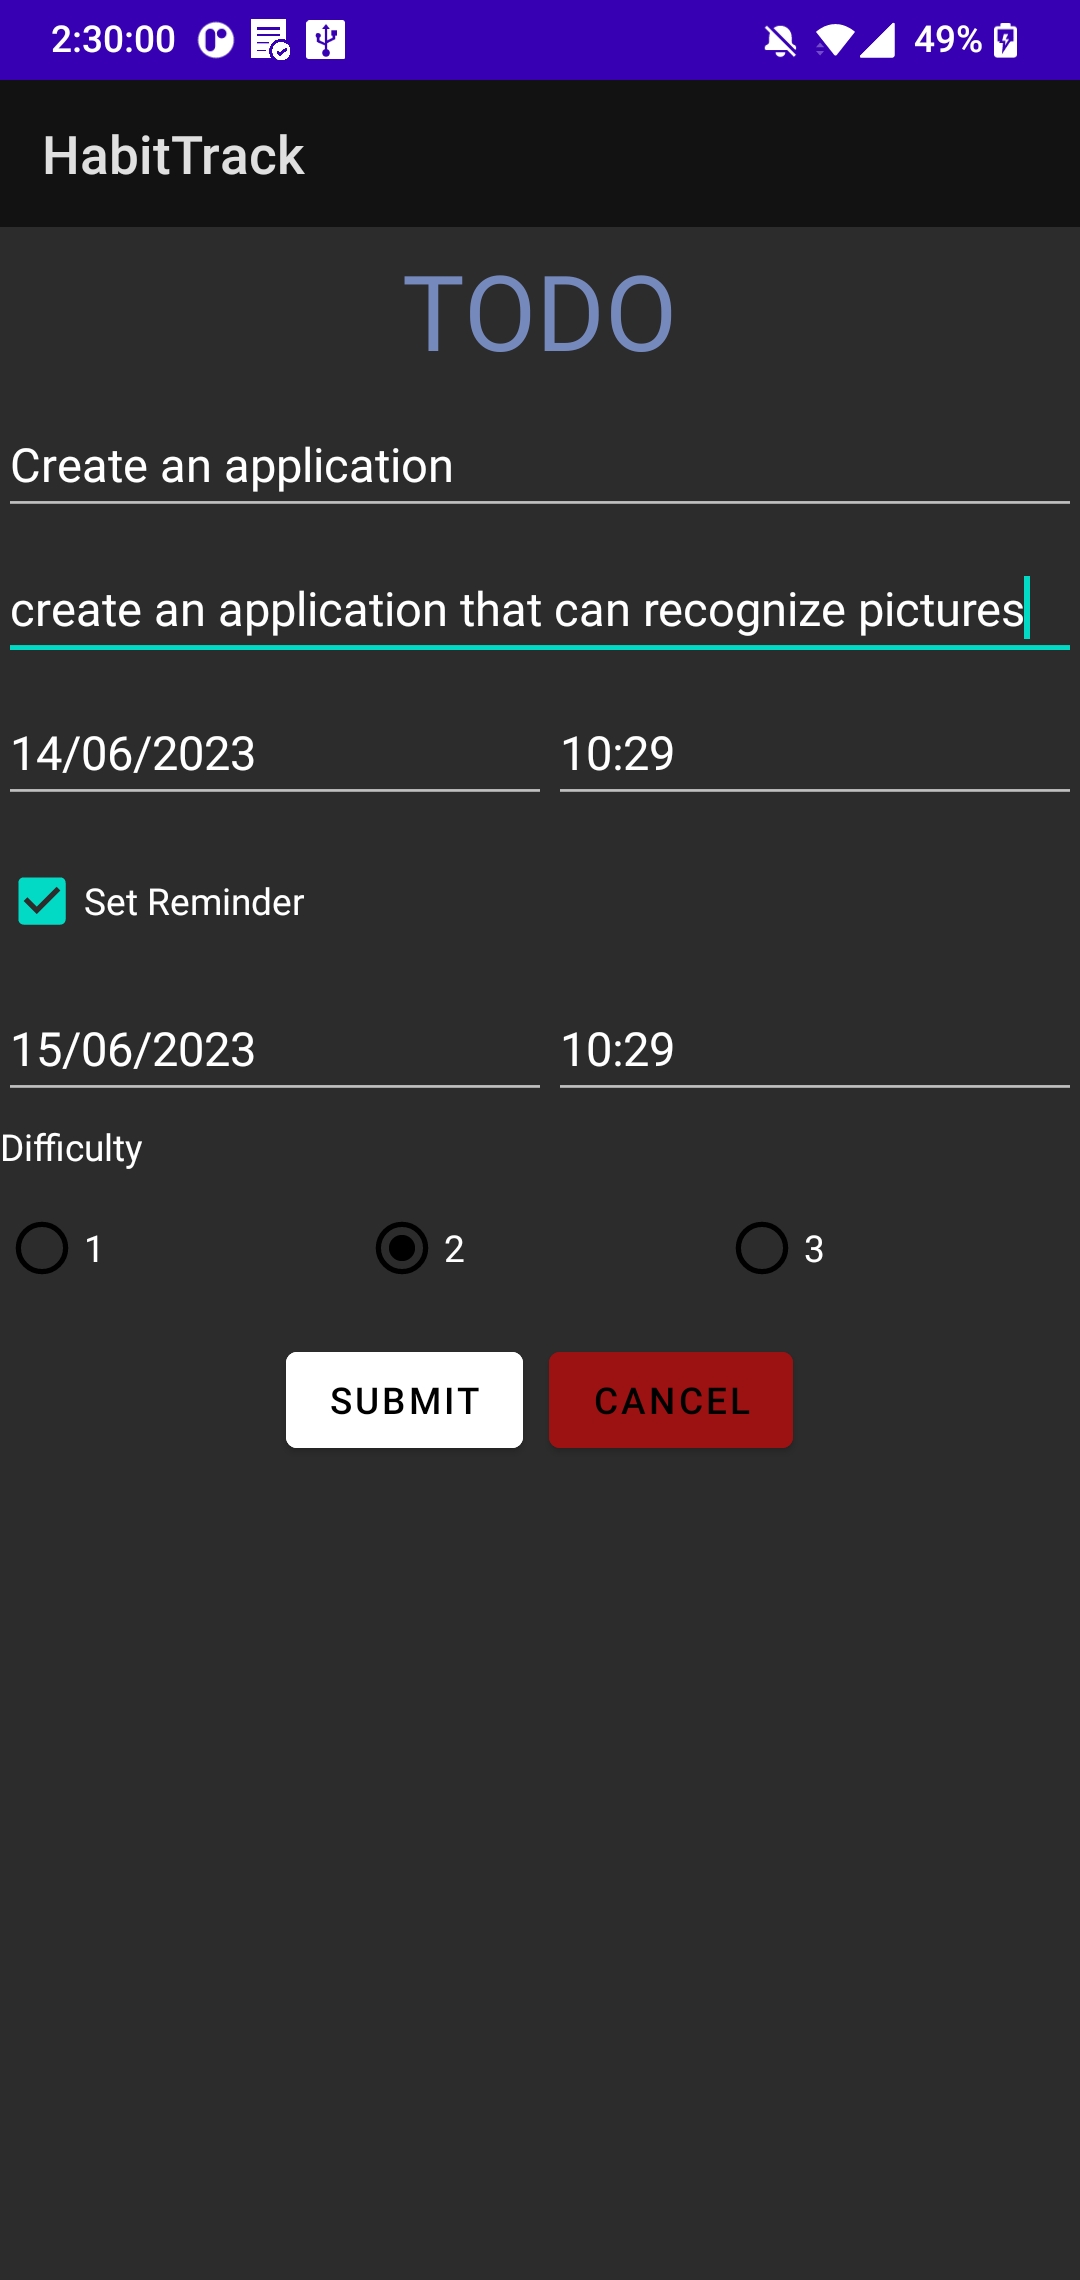 2:30:00 49%
HabitTrack
TODO
Create an application
create an application that can recognize pictures
14/06/2023 10:29
Set Reminder
15/06/2023 10:29
Difficulty
1 2 3
SUBMIT CANCEL